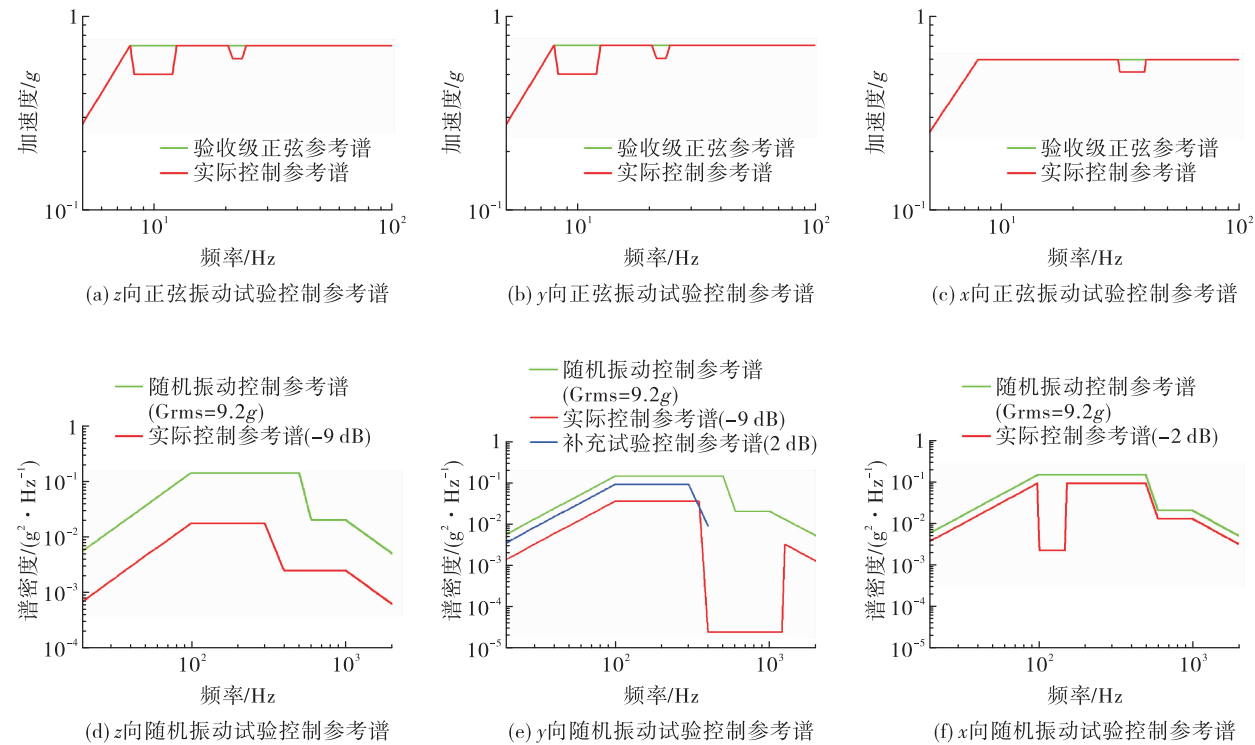 1
加速度/g
验收级正弦参考谱
实际控制参考谱
10⁻¹
10¹
10²
频率/Hz
(a) z向正弦振动试验控制参考谱
1
加速度/g
验收级正弦参考谱
实际控制参考谱
10⁻¹
10¹
10²
频率/Hz
(b) y向正弦振动试验控制参考谱
1
加速度/g
验收级正弦参考谱
实际控制参考谱
10⁻¹
10¹
10²
频率/Hz
(c) x向正弦振动试验控制参考谱
随机振动控制参考谱
(Grms=9.2g)
实际控制参考谱(−9 dB)
1
10⁻¹
10⁻²
10⁻³
10⁻⁴
谱密度/(g²·Hz⁻¹)
10²
10³
频率/Hz
(d) z向随机振动试验控制参考谱
随机振动控制参考谱
(Grms=9.2g)
实际控制参考谱(−9 dB)
补充试验控制参考谱(2 dB)
1
10⁻¹
10⁻²
10⁻³
10⁻⁴
10⁻⁵
谱密度/(g²·Hz⁻¹)
10²
10³
频率/Hz
(e) y向随机振动试验控制参考谱
随机振动控制参考谱
(Grms=9.2g)
实际控制参考谱(−2 dB)
1
10⁻¹
10⁻²
10⁻³
10⁻⁴
10⁻⁵
谱密度/(g²·Hz⁻¹)
10²
10³
频率/Hz
(f) x向随机振动试验控制参考谱